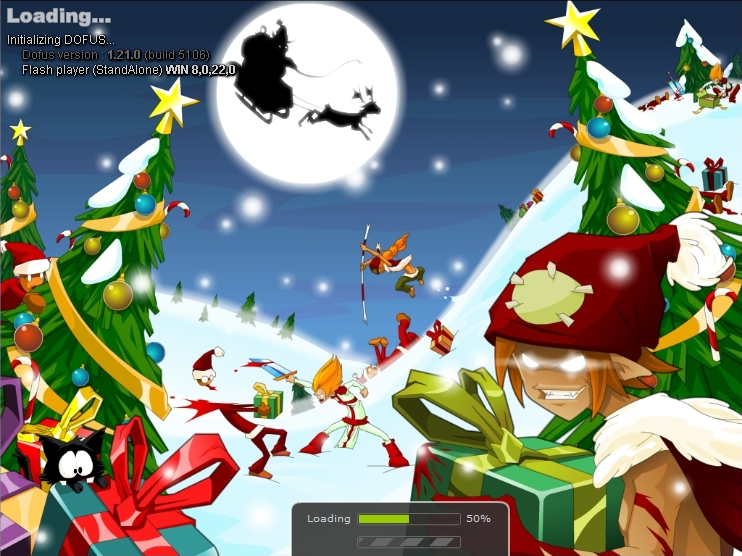 Loading...
Initializing DOFUS...
Dofus version : 1.21.0 (build 5106)
Flash player (StandAlone) WIN 8,0,22,0
Loading 50%